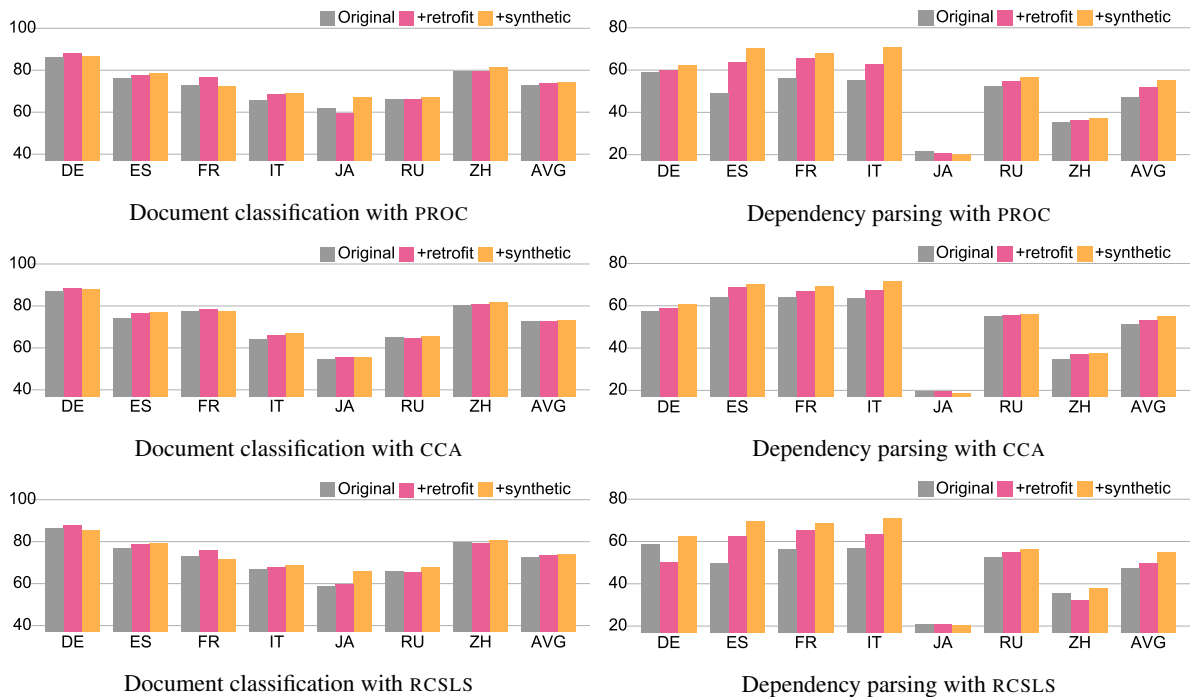 Original +retrofit +synthetic
100
80
60
40
DE ES FR IT JA RU ZH AVG
Document classification with PROC
Original +retrofit +synthetic
80
60
40
20
DE ES FR IT JA RU ZH AVG
Dependency parsing with PROC
Original +retrofit +synthetic
100
80
60
40
DE ES FR IT JA RU ZH AVG
Document classification with CCA
Original +retrofit +synthetic
80
60
40
20
DE ES FR IT JA RU ZH AVG
Dependency parsing with CCA
Original +retrofit +synthetic
100
80
60
40
DE ES FR IT JA RU ZH AVG
Document classification with RCSLS
Original +retrofit +synthetic
80
60
40
20
DE ES FR IT JA RU ZH AVG
Dependency parsing with RCSLS